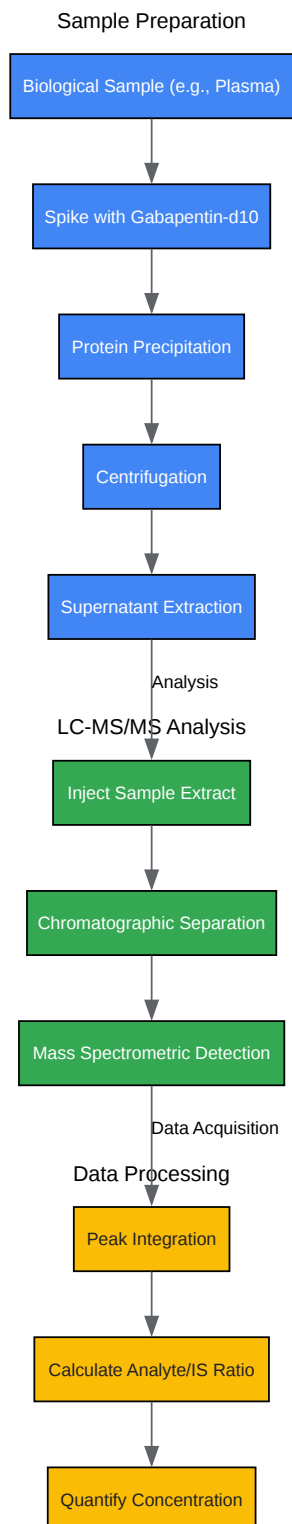 Sample Preparation
Biological Sample (e.g., Plasma)
Spike with Gabapentin-d10
Protein Precipitation
Centrifugation
Supernatant Extraction
Analysis
LC-MS/MS Analysis
Inject Sample Extract
Chromatographic Separation
Mass Spectrometric Detection
Data Acquisition
Data Processing
Peak Integration
Calculate Analyte/IS Ratio
Quantify Concentration